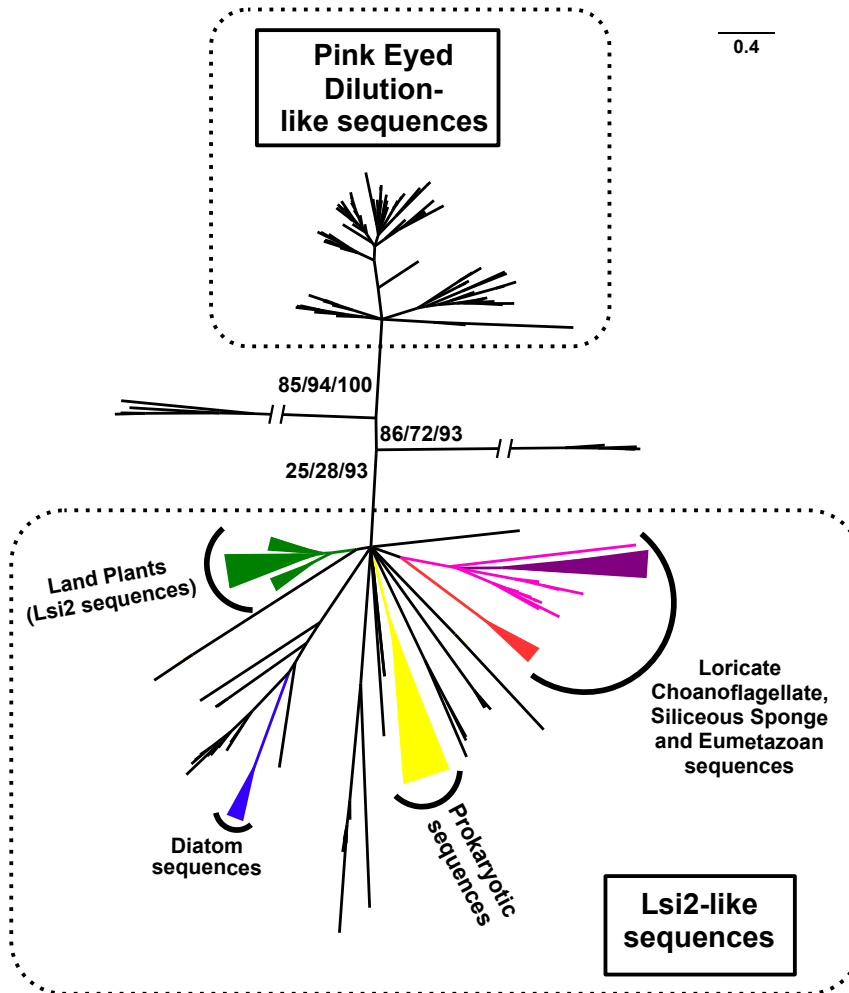 Pink Eyed
Dilution-
like sequences
0.4
85/94/100
86/72/93
25/28/93
Land Plants
(Lsi2 sequences)
Loricate
Choanoflagellate,
Siliceous Sponge
and Eumetazoan
sequences
Diatom
sequences
Prokaryotic
sequences
Lsi2-like
sequences